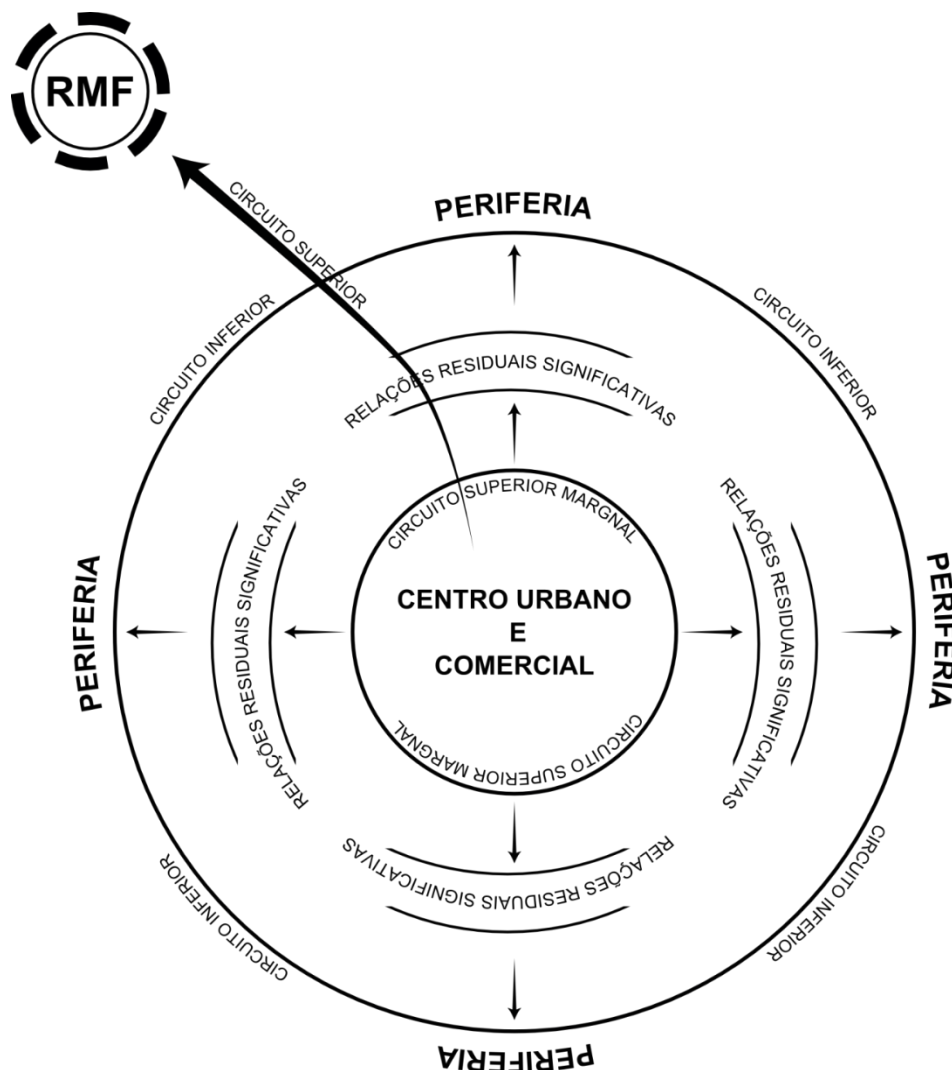 RMF
CIRCUITO SUPERIOR
PERIFERIA
CIRCUITO INFERIOR
CIRCUITO INFERIOR
RELAÇÕES RESIDUAIS SIGNIFICATIVAS
CIRCUITO SUPERIOR MARGNAL
RELAÇÕES RESIDUAIS SIGNIFICATIVAS
RELAÇÕES RESIDUAIS SIGNIFICATIVAS
PERIFERIA
PERIFERIA
CENTRO URBANO
E
COMERCIAL
CIRCUITO SUPERIOR MARGNAL
RELAÇÕES RESIDUAIS SIGNIFICATIVAS
CIRCUITO INFERIOR
CIRCUITO INFERIOR
PERIFERIA